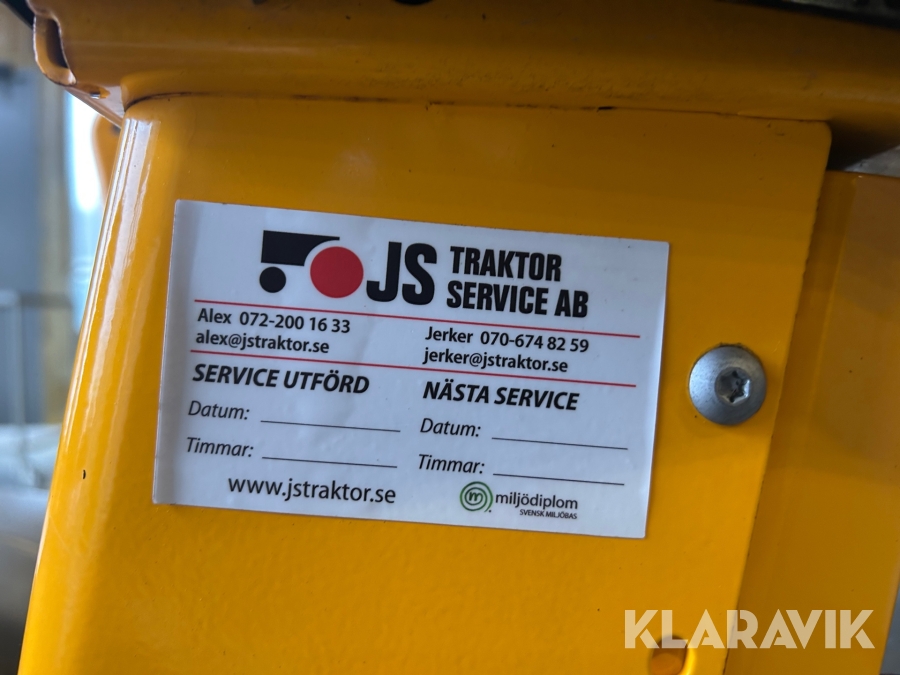 JS TRAKTOR
SERVICE AB
Alex 072-200 16 33
alex@jstraktor.se
Jerker 070-674 82 59
jerker@jstraktor.se
SERVICE UTFÖRD
Datum:
Timmar:
NÄSTA SERVICE
Datum:
Timmar:
www.jstraktor.se
m miljödiplom
SVENSK MILJÖBAS
KLARAVIK